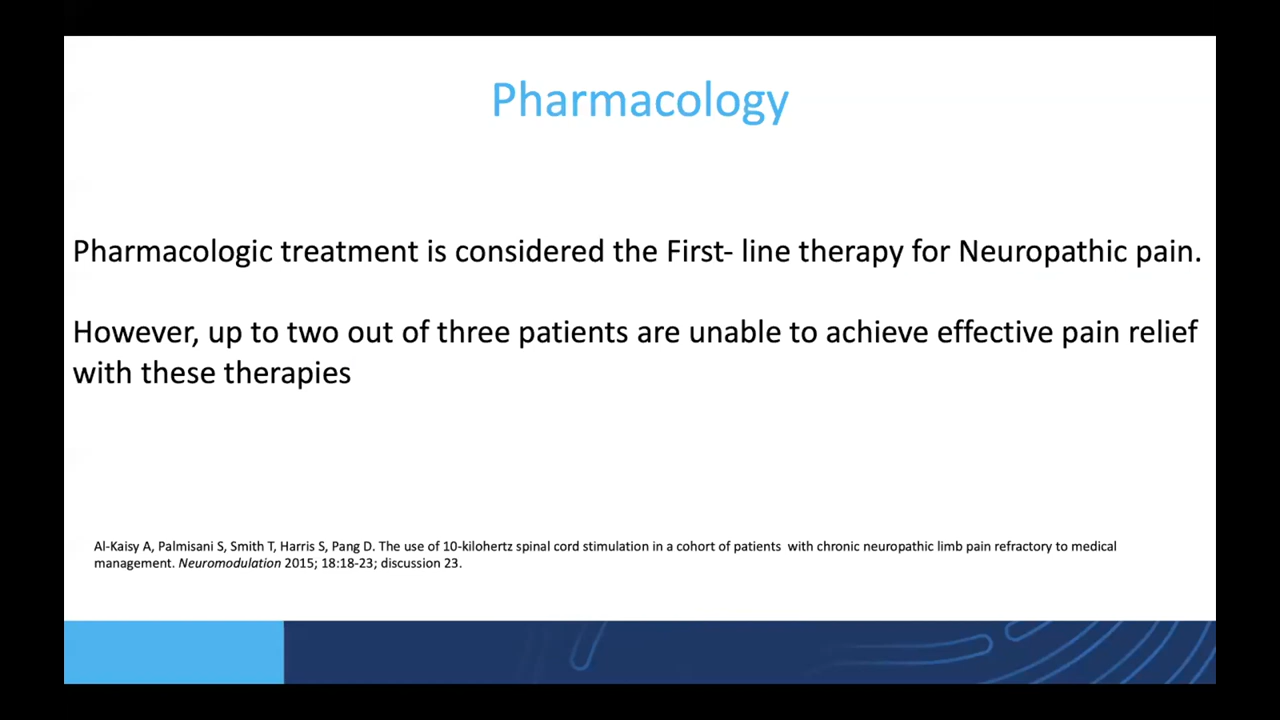 Pharmacology
Pharmacologic treatment is considered the First- line therapy for Neuropathic pain.
However, up to two out of three patients are unable to achieve effective pain relief
with these therapies
Al-Kaisy A, Palmisani S, Smith T, Harris S, Pang D. The use of 10-kilohertz spinal cord stimulation in a cohort of patients  with chronic neuropathic limb pain refractory to medical
management. Neuromodulation 2015; 18:18-23; discussion 23.